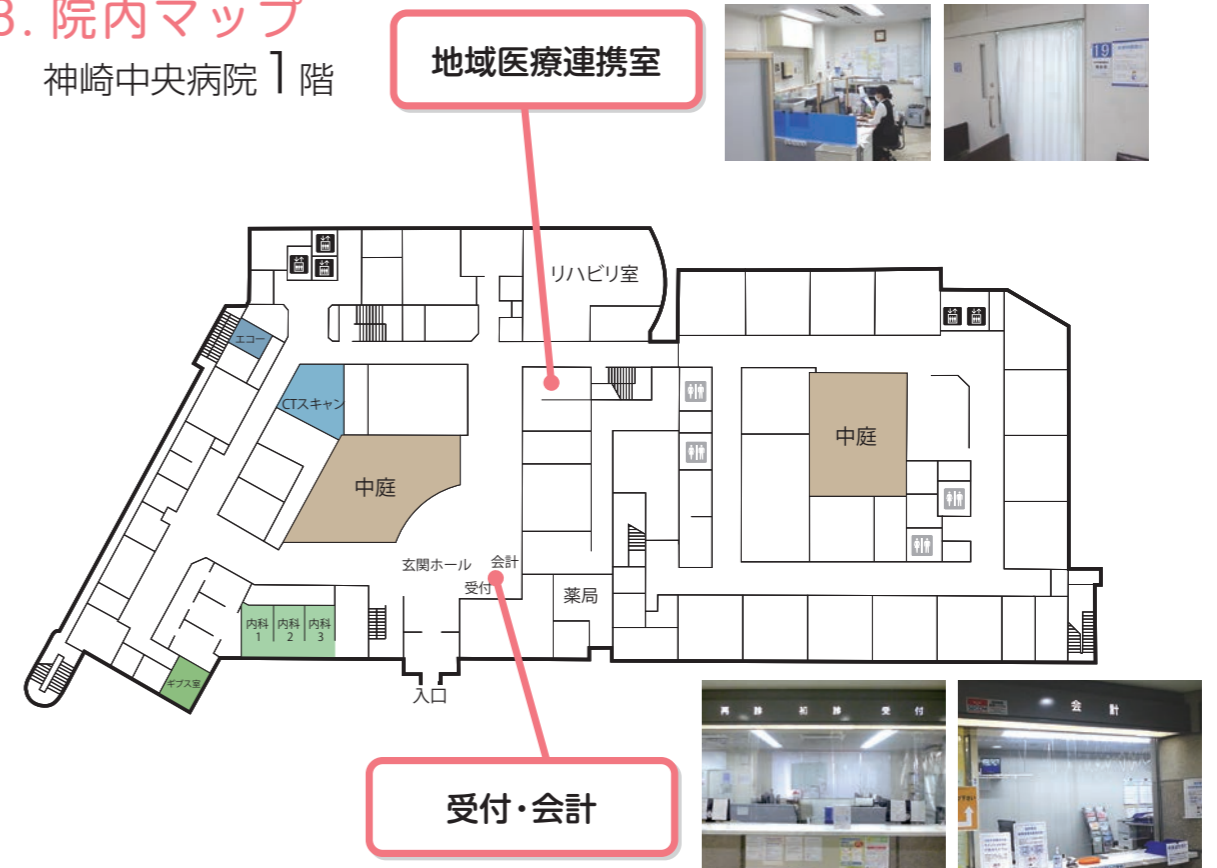 3. 院内マップ
神崎中央病院 1 階
地域医療連携室
19
リハビリ室
エコー
CTスキャン
中庭
中庭
玄関ホール
会計
受付
薬局
内科
1
内科
2
内科
3
ギプス室
入口
受付・会計
再診 初診 受付
会計